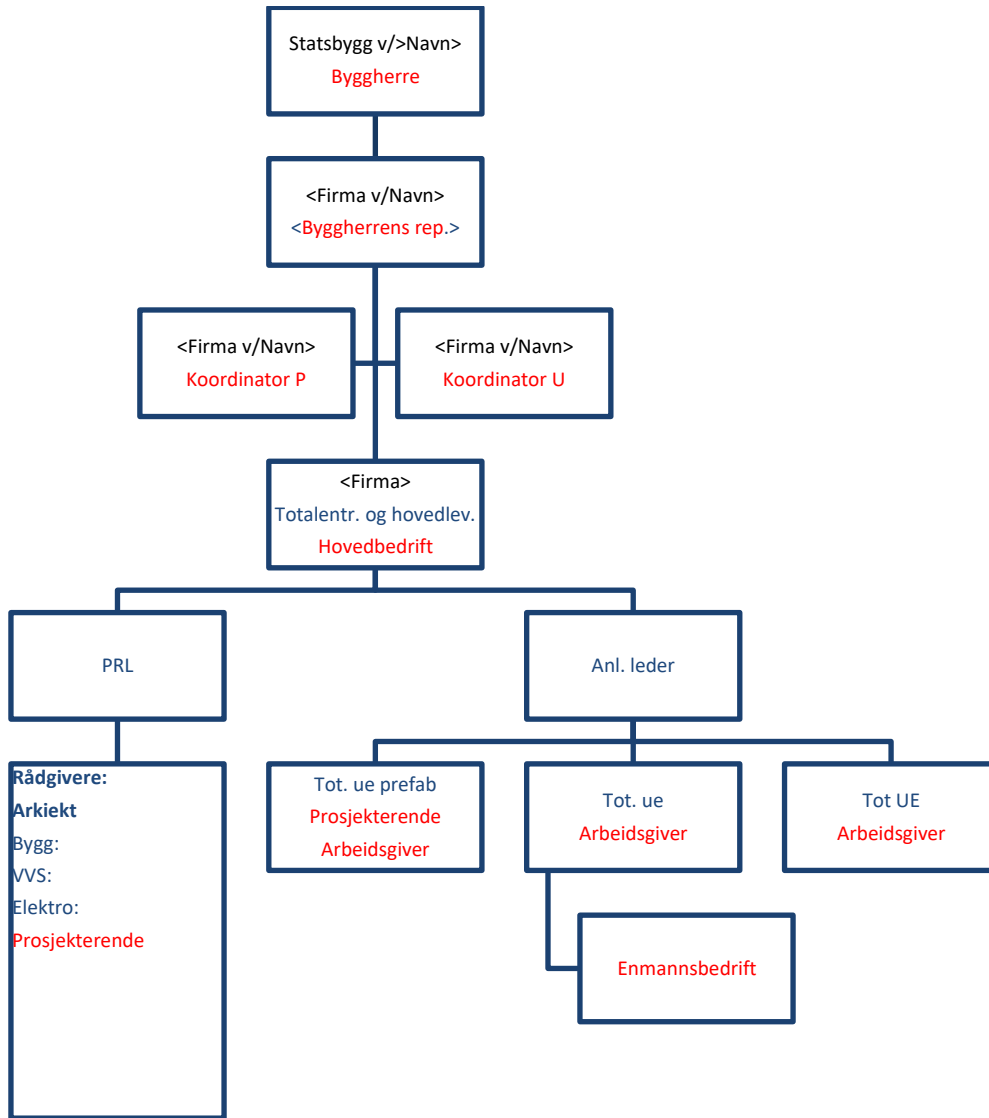 Statsbygg v/>Navn>
Byggherre
<Firma v/Navn>
<Byggherrens rep.>
<Firma v/Navn>
Koordinator P
<Firma v/Navn>
Koordinator U
<Firma>
Totalentr. og hovedlev.
Hovedbedrift
PRL
Anl. leder
Rådgivere:
Arkiekt
Bygg:
VVS:
Elektro:
Prosjekterende
Tot. ue prefab
Prosjekterende
Arbeidsgiver
Tot. ue
Arbeidsgiver
Tot UE
Arbeidsgiver
Enmannsbedrift